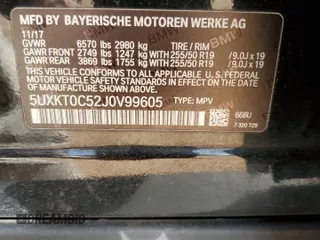 MFD BY BAYERISCHE MOTOREN WERKE AG
11/17
GVWR 6570 lbs 2980 kg TIRE / RIM
GAWR FRONT 2749 lbs 1247 kg WITH 255/50 R19 /9.0J x 19
GAWR REAR 3869 lbs 1755 kg WITH 255/50 R19 /9.0J x 19
THIS VEHICLE CONFORMS TO ALL APPLICABLE U.S. FEDERAL MOTOR
VEHICLE SAFETY STANDARDS IN EFFECT ON THE DATE OF
MANUFACTURE SHOWN ABOVE.
5UXKT0C52J0V99605 TYPE: MPV
668U
7 320 729